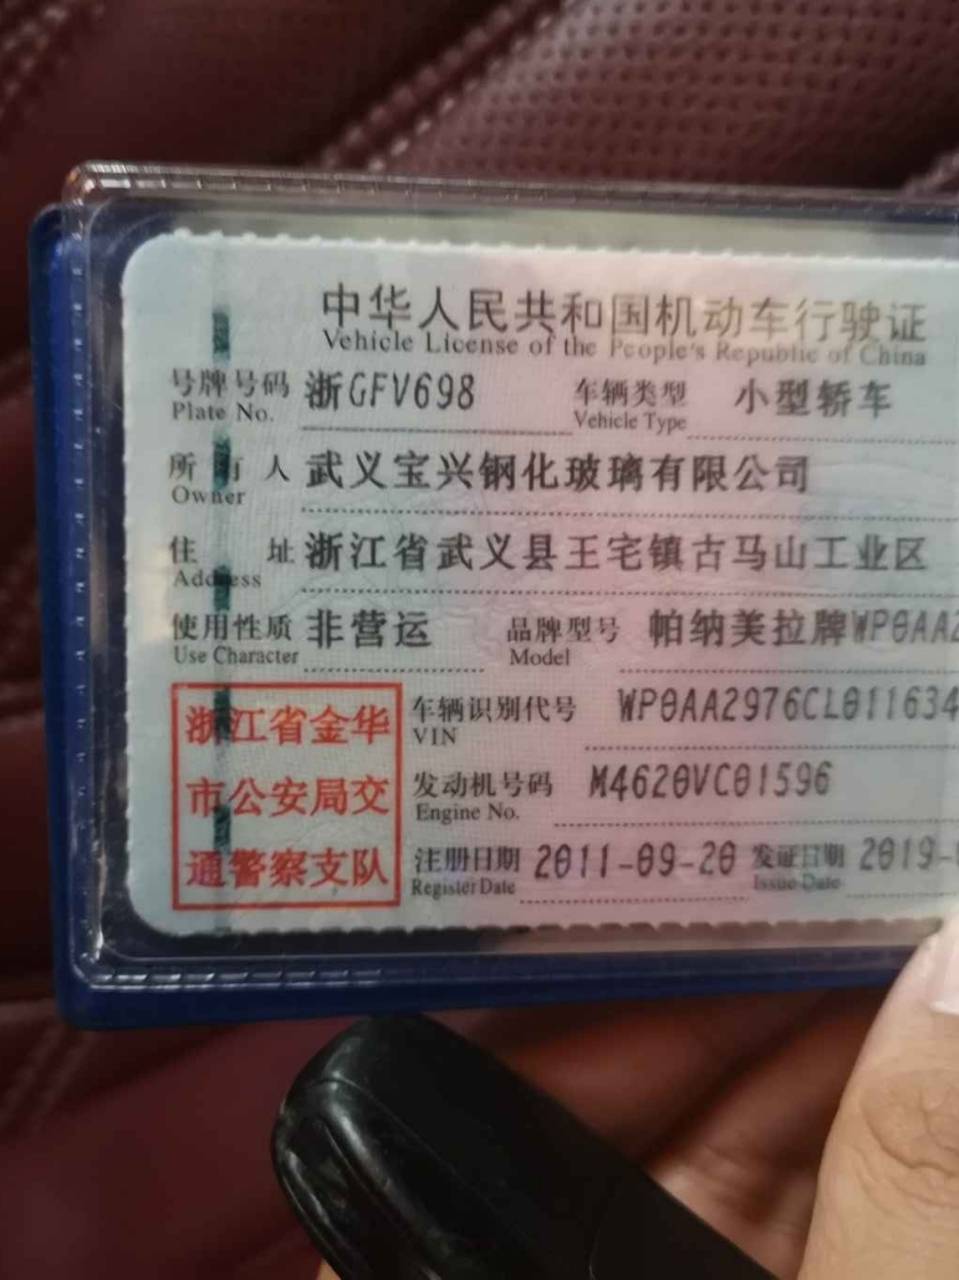 中华人民共和国机动车行驶证
Vehicle License of the People's Republic of China
号牌号码 浙GFV698 车辆类型 小型轿车
Plate No. Vehicle Type
所有人 武义宝兴钢化玻璃有限公司
Owner
住址 浙江省武义县王宅镇古马山工业区
Address
使用性质 非营运 品牌型号 帕纳美拉牌WP0AA2
Use Character Model
浙江省金华
市公安局交
通警察支队
车辆识别代号 WP0AA2976CL011634
VIN
发动机号码 M4620VC01596
Engine No.
注册日期 2011-09-20 发证日期 2019-
Register Date Issue Date